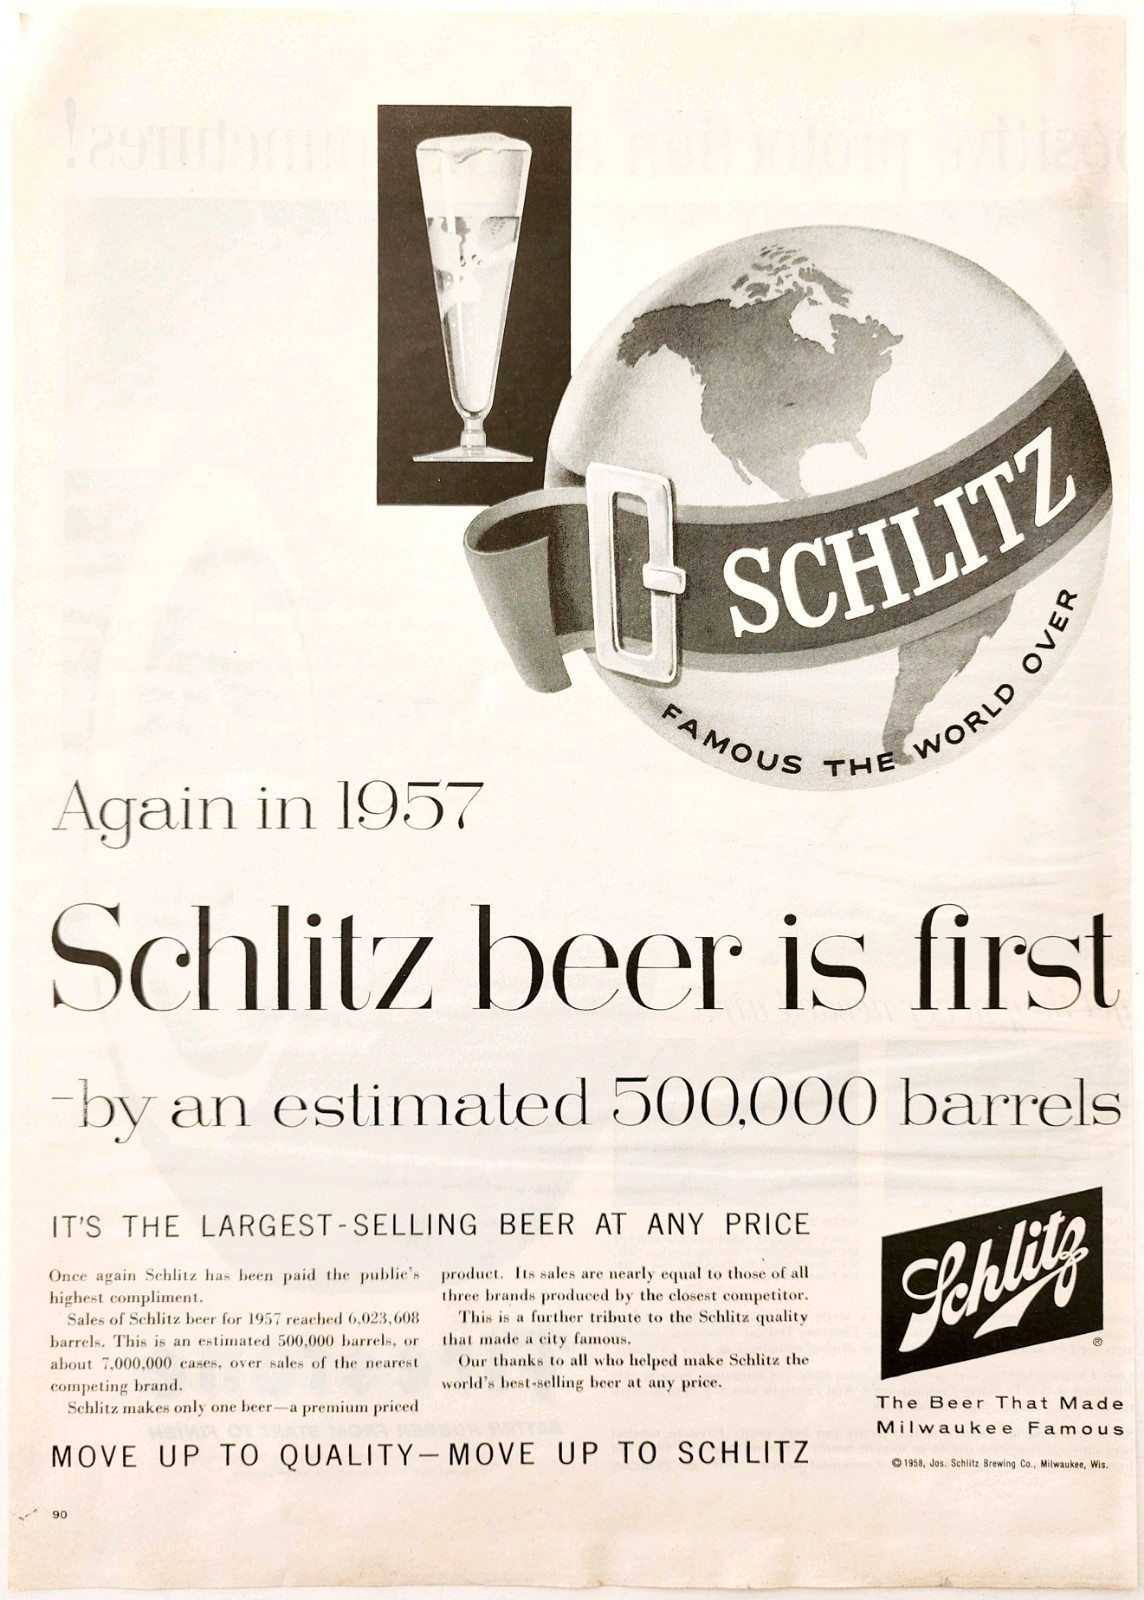 SCHLITZ
FAMOUS THE WORLD OVER
Again in 1957
Schlitz beer is first
-by an estimated 500,000 barrels
IT'S THE LARGEST-SELLING BEER AT ANY PRICE
Once again Schlitz has been paid the public's
highest compliment.
Sales of Schlitz beer for 1957 reached 6,023,608
barrels. This is an estimated 500,000 barrels, or
about 7,000,000 cases, over sales of the nearest
competing brand.
Schlitz makes only one beer—a premium priced
product. Its sales are nearly equal to those of all
three brands produced by the closest competitor.
This is a further tribute to the Schlitz quality
that made a city famous.
Our thanks to all who helped make Schlitz the
world's best-selling beer at any price.
MOVE UP TO QUALITY—MOVE UP TO SCHLITZ
Schlitz
®
The Beer That Made
Milwaukee Famous
©1958, Jos. Schlitz Brewing Co., Milwaukee, Wis.
90